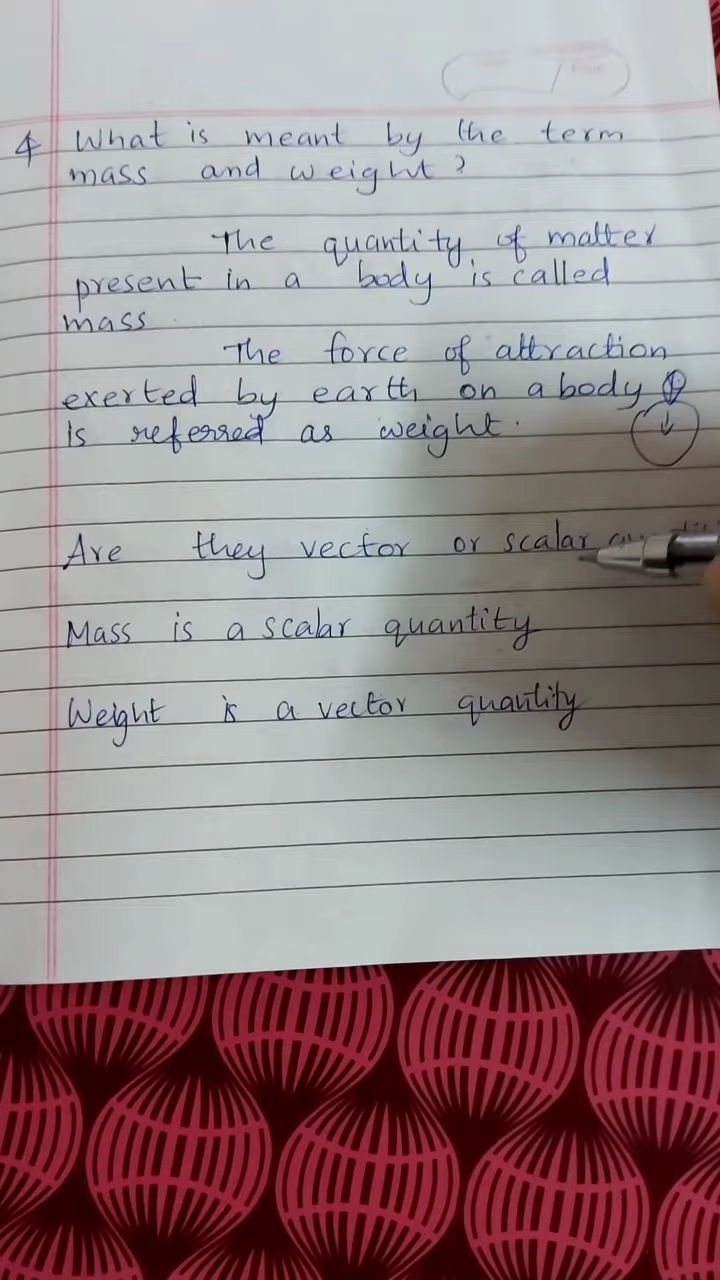 4 What is meant by the term
mass and weight?
The quantity of matter
present in a body is called
mass.
The force of attraction
exerted by earth on a body
is referred as weight.
Are they vector or scalar
Mass is a scalar quantity
Weight is a vector quantity